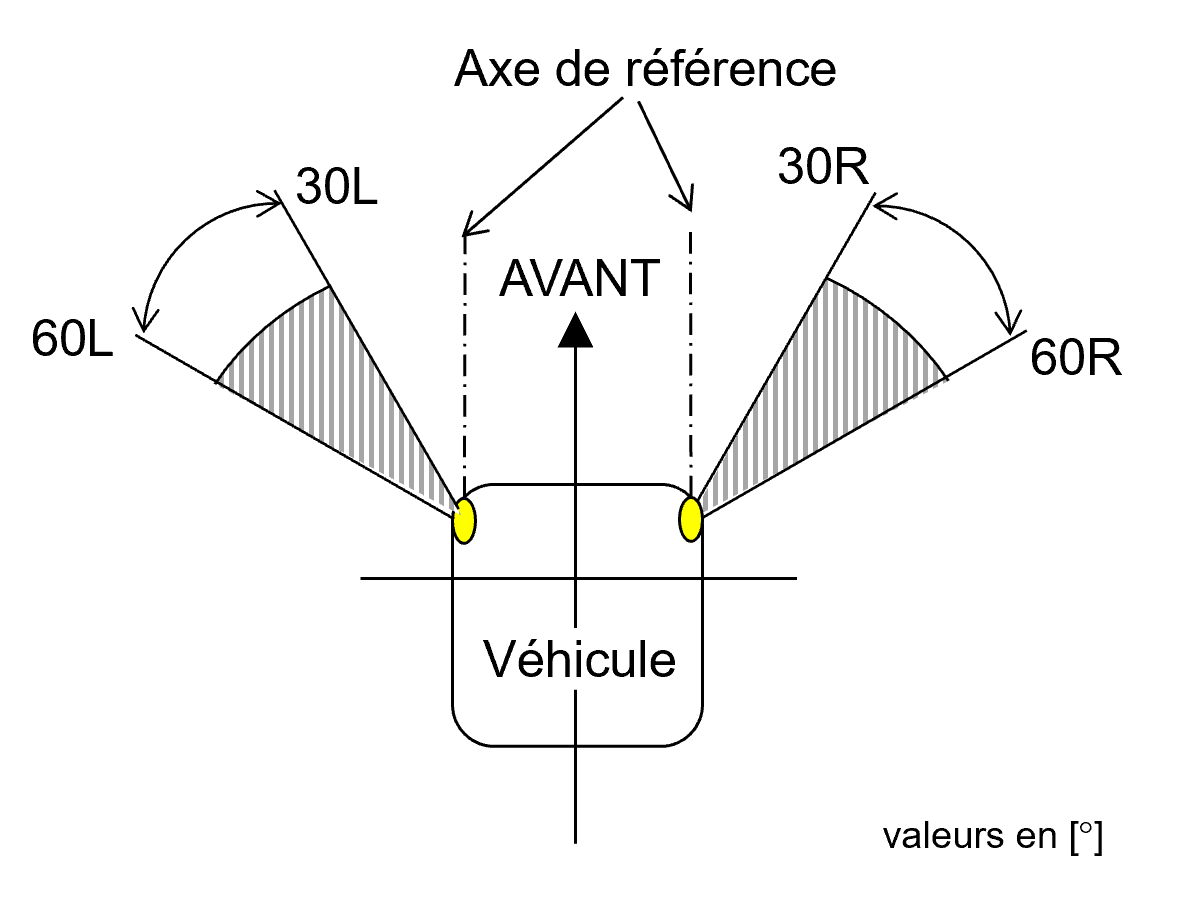 Axe de référence
30L
30R
AVANT
60L
60R
Véhicule
valeurs en [°]